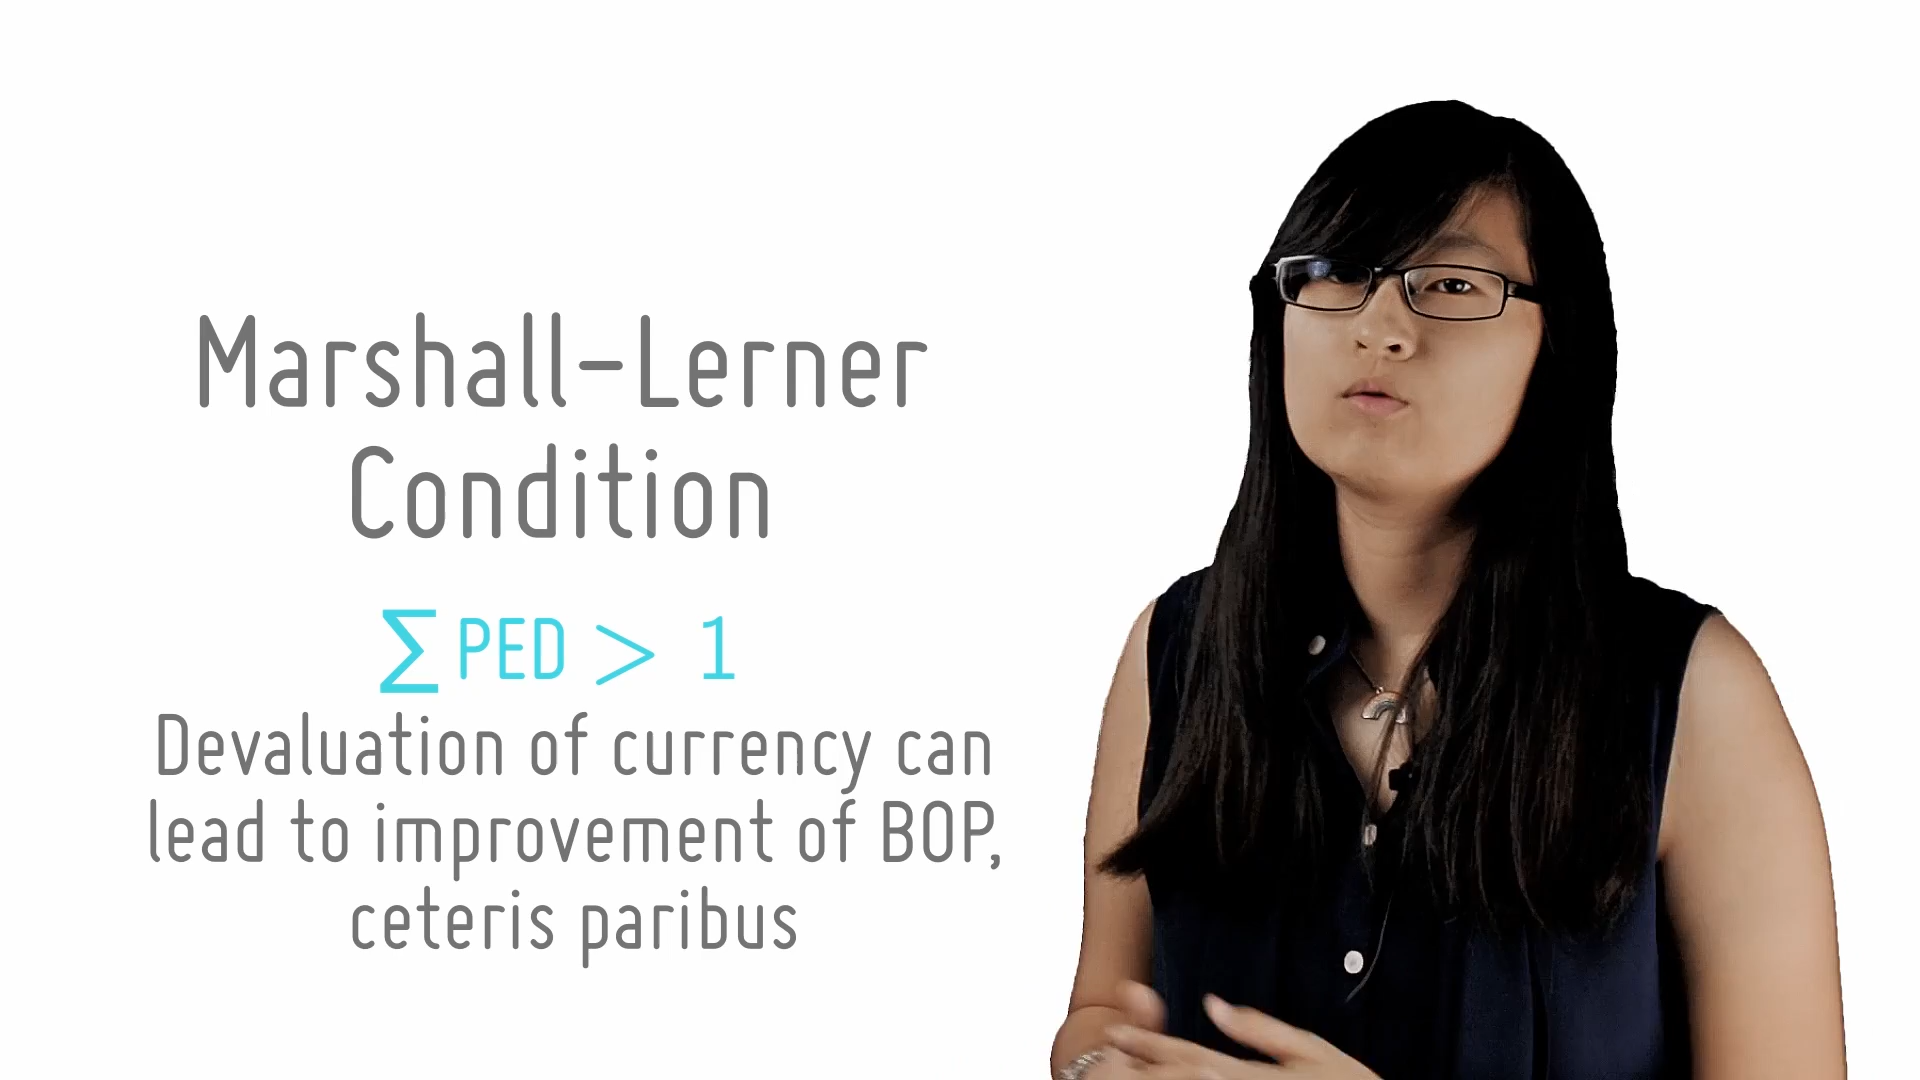 Marshall-Lerner
Condition
∑ PED > 1
Devaluation of currency can
lead to improvement of BOP,
ceteris paribus